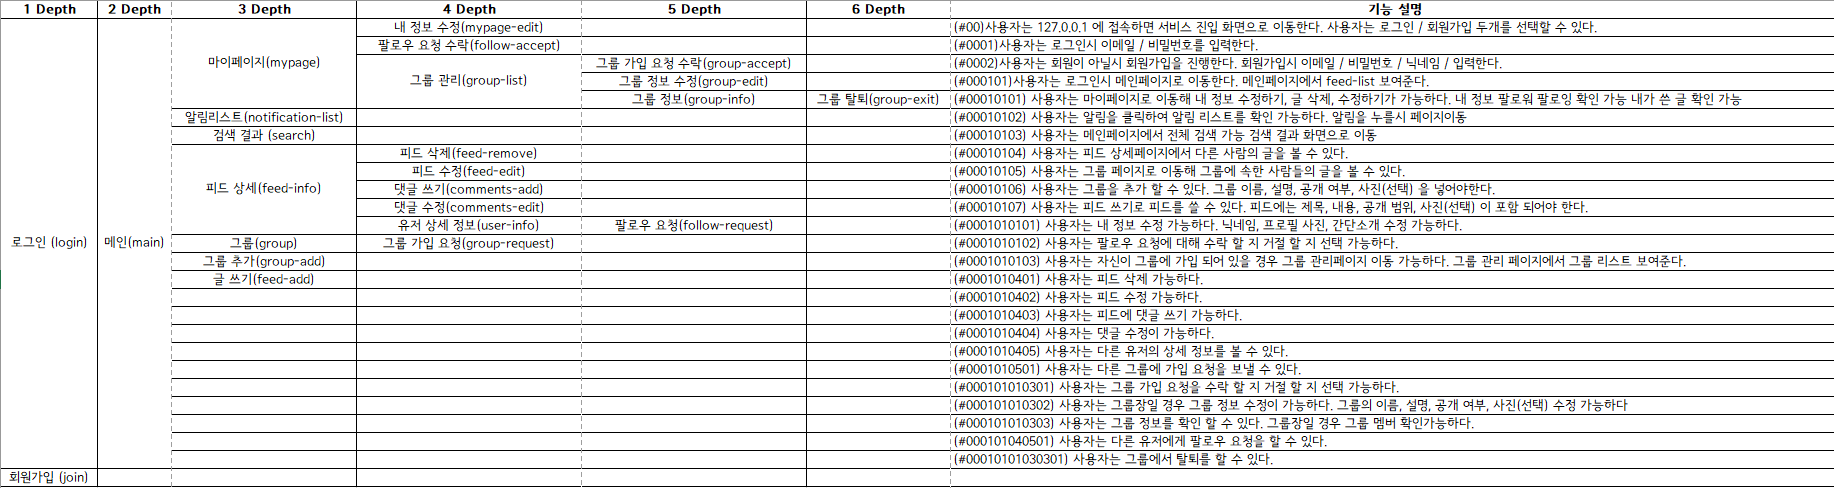 1 Depth 2 Depth 3 Depth 4 Depth 5 Depth 6 Depth 기능 설명
내 정보 수정(mypage-edit) (#00)사용자는 127.0.0.1 에 접속하면 서비스 진입 화면으로 이동한다. 사용자는 로그인 / 회원가입 두개를 선택할 수 있다.
팔로우 요청 수락(follow-accept) (#0001)사용자는 로그인시 이메일 / 비밀번호를 입력한다.
마이페이지(mypage) 그룹 가입 요청 수락(group-accept) (#0002)사용자는 회원이 아닐시 회원가입을 진행한다. 회원가입시 이메일 / 비밀번호 / 닉네임 / 입력한다.
그룹 관리(group-list) 그룹 정보 수정(group-edit) (#000101)사용자는 로그인시 메인페이지로 이동한다. 메인페이지에서 feed-list 보여준다.
그룹 정보(group-info) 그룹 탈퇴(group-exit) (#00010101) 사용자는 마이페이지로 이동해 내 정보 수정하기, 글 삭제, 수정하기가 가능하다. 내 정보 팔로워 팔로잉 확인 가능 내가 쓴 글 확인 가능
알림리스트(notification-list) (#00010102) 사용자는 알림을 클릭하여 알림 리스트를 확인 가능하다. 알림을 누를시 페이지이동
검색 결과 (search) (#00010103) 사용자는 메인페이지에서 전체 검색 가능 검색 결과 화면으로 이동
피드 삭제(feed-remove) (#00010104) 사용자는 피드 상세페이지에서 다른 사람의 글을 볼 수 있다.
피드 수정(feed-edit) (#00010105) 사용자는 그룹 페이지로 이동해 그룹에 속한 사람들의 글을 볼 수 있다.
피드 상세(feed-info) 댓글 쓰기(comments-add) (#00010106) 사용자는 그룹을 추가 할 수 있다. 그룹 이름, 설명, 공개 여부, 사진(선택) 을 넣어야한다.
댓글 수정(comments-edit) (#00010107) 사용자는 피드 쓰기로 피드를 쓸 수 있다. 피드에는 제목, 내용, 공개 범위, 사진(선택) 이 포함 되어야 한다.
유저 상세 정보(user-info) 팔로우 요청(follow-request) (#0001010101) 사용자는 내 정보 수정 가능하다. 닉네임, 프로필 사진, 간단소개 수정 가능하다.
로그인 (login) 메인(main) 그룹(group) 그룹 가입 요청(group-request) (#0001010102) 사용자는 팔로우 요청에 대해 수락 할 지 거절 할 지 선택 가능하다.
그룹 추가(group-add) (#0001010103) 사용자는 자신이 그룹에 가입 되어 있을 경우 그룹 관리페이지 이동 가능하다. 그룹 관리 페이지에서 그룹 리스트 보여준다.
글 쓰기(feed-add) (#0001010401) 사용자는 피드 삭제 가능하다.
(#0001010402) 사용자는 피드 수정 가능하다.
(#0001010403) 사용자는 피드에 댓글 쓰기 가능하다.
(#0001010404) 사용자는 댓글 수정이 가능하다.
(#0001010405) 사용자는 다른 유저의 상세 정보를 볼 수 있다.
(#0001010501) 사용자는 다른 그룹에 가입 요청을 보낼 수 있다.
(#000101010301) 사용자는 그룹 가입 요청을 수락 할 지 거절 할 지 선택 가능하다.
(#000101010302) 사용자는 그룹장일 경우 그룹 정보 수정이 가능하다. 그룹의 이름, 설명, 공개 여부, 사진(선택) 수정 가능하다
(#000101010303) 사용자는 그룹 정보를 확인 할 수 있다. 그룹장일 경우 그룹 멤버 확인가능하다.
(#000101040501) 사용자는 다른 유저에게 팔로우 요청을 할 수 있다.
(#00010101030301) 사용자는 그룹에서 탈퇴를 할 수 있다.
회원가입 (join)